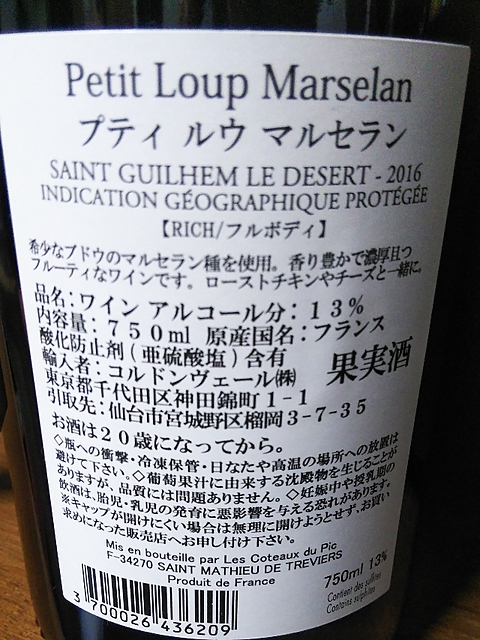 Petit Loup Marselan
プティ ルウ マルセラン
SAINT GUILHEM LE DESERT - 2016
INDICATION GÉOGRAPHIQUE PROTÉGÉE
【RICH/フルボディ】
希少なブドウのマルセラン種を使用。香り豊かで濃厚且つ
フルーティなワインです。ローストチキンやチーズと一緒に。
品名：ワイン アルコール分：１３％
内容量：７５０ml 原産国名：フランス
酸化防止剤(亜硫酸塩)含有
輸入者：コルドンヴェール㈱ 果実酒
東京都千代田区神田錦町１-１
引取先：仙台市宮城野区榴岡３-７-３５
お酒は２０歳になってから。
◇瓶への衝撃・冷凍保管・日なたや高温の場所への放置は
避けて下さい。◇葡萄果汁に由来する沈殿物を生じることが
ありますが、品質には問題ありません。◇妊娠中や授乳期の
飲酒は、胎児・乳児の発育に悪影響を与える恐れがあります。
※キャップが開けにくい場合は無理に開けようとせず、お買い
求めになった販売店へお申し付け下さい。
Mis en bouteille par Les Coteaux du Pic
F-34270 SAINT MATHIEU DE TREVIERS
Produit de France
750ml 13%
Contient des sulfites
Contains sulphites
3 700026 436209